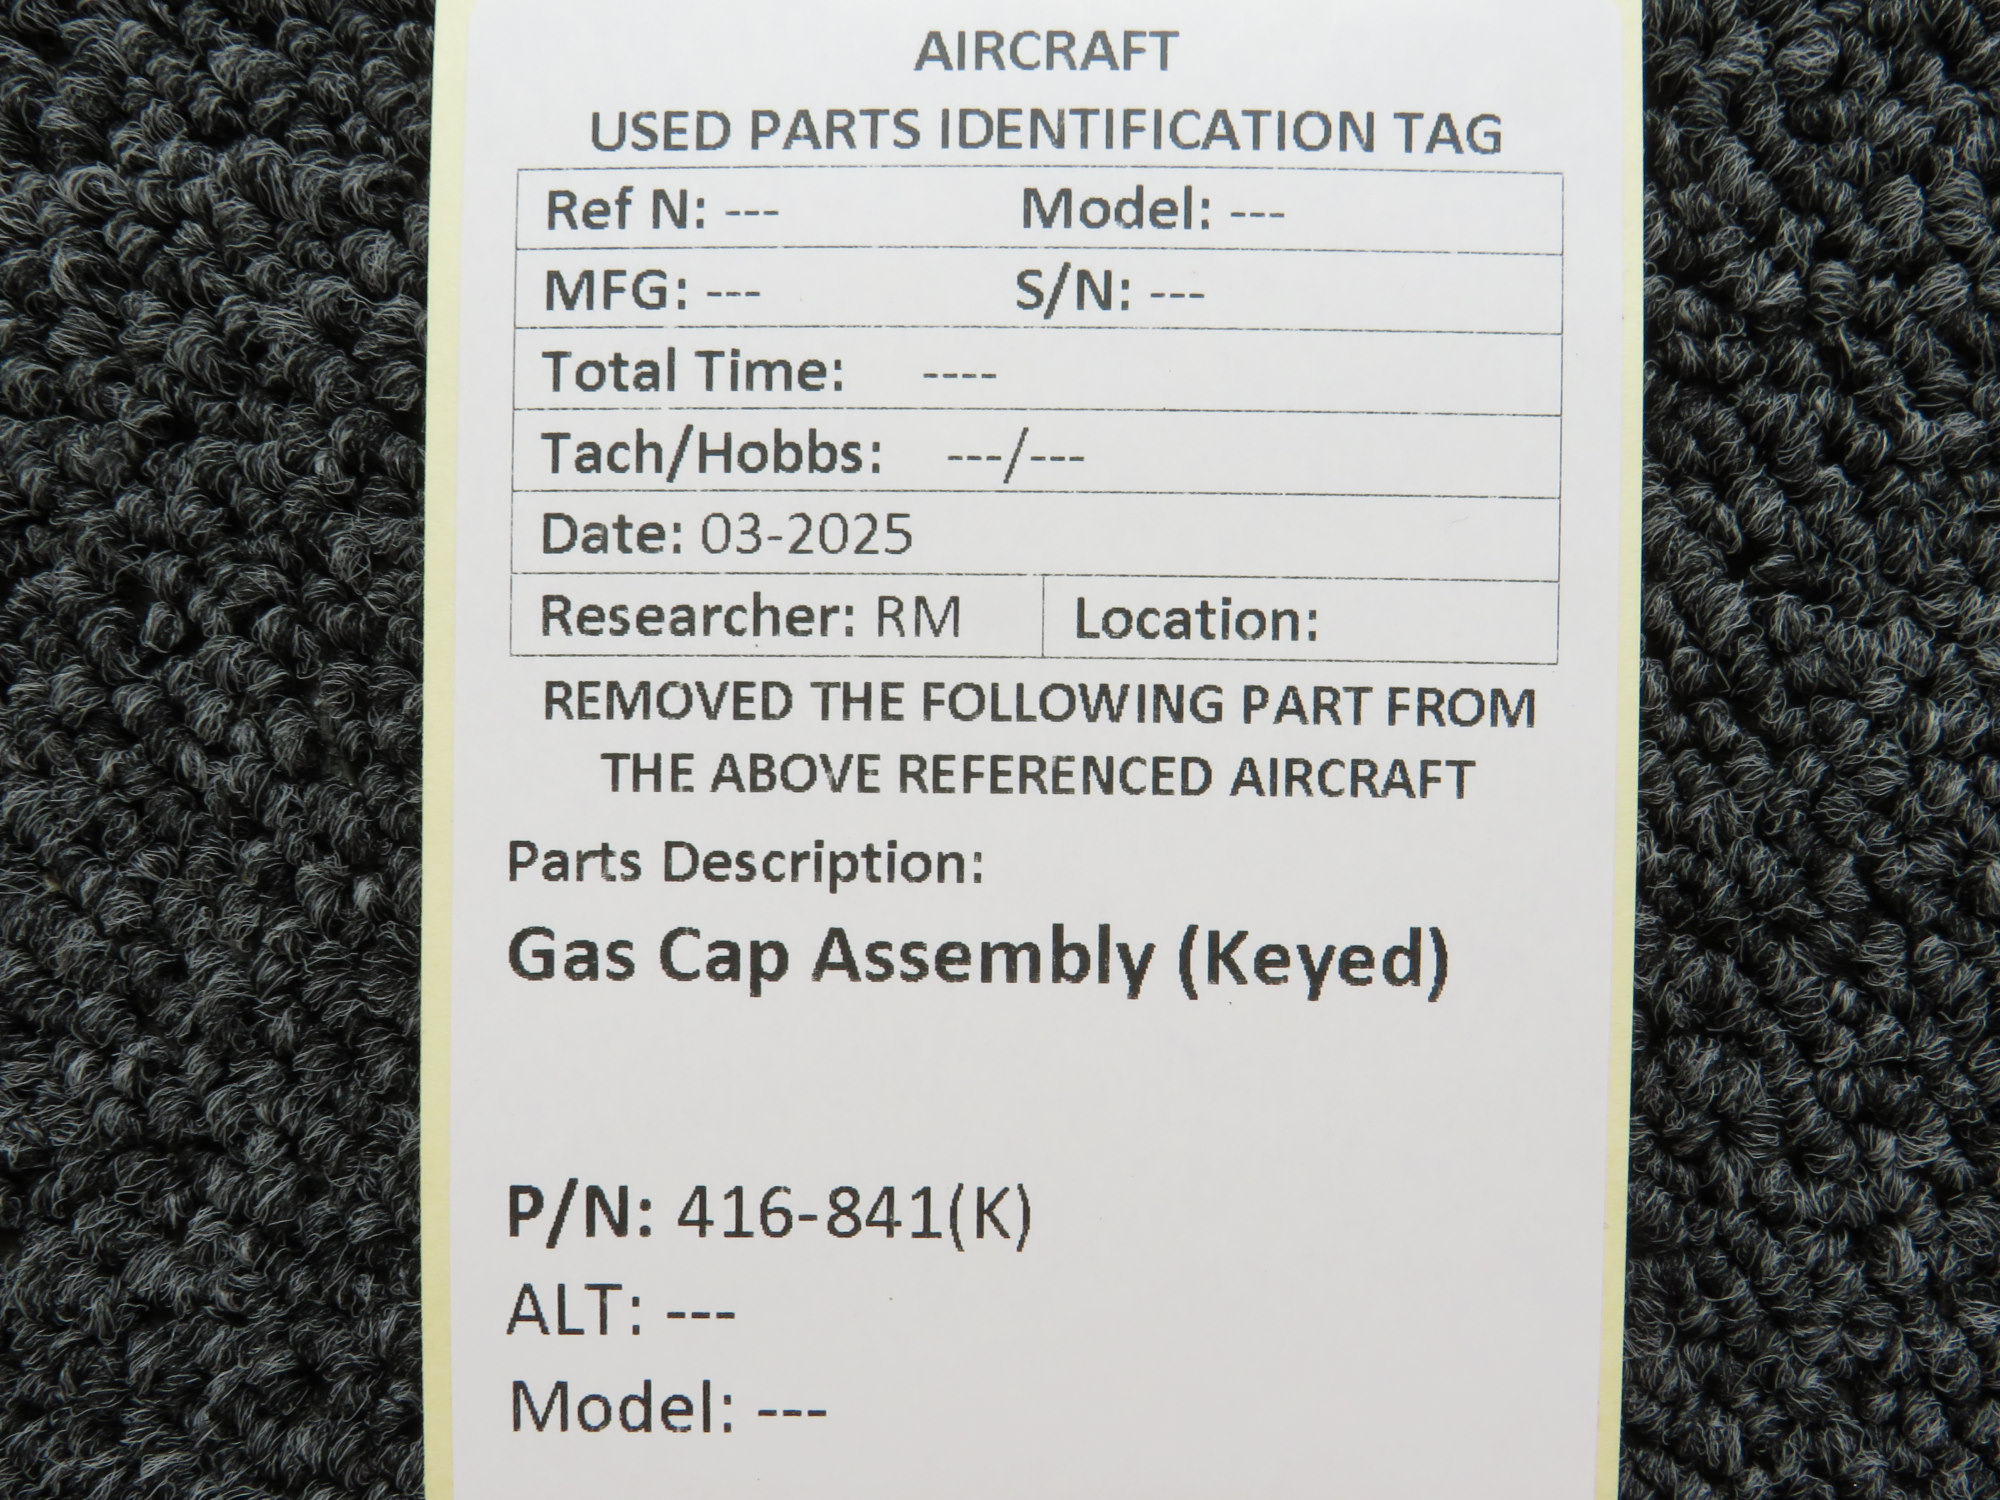 AIRCRAFT
USED PARTS IDENTIFICATION TAG
Ref N: --- Model: ---
MFG: --- S/N: ---
Total Time: ----
Tach/Hobbs: ---/---
Date: 03-2025
Researcher: RM Location:
REMOVED THE FOLLOWING PART FROM
THE ABOVE REFERENCED AIRCRAFT
Parts Description:
Gas Cap Assembly (Keyed)
P/N: 416-841(K)
ALT: ---
Model: ---